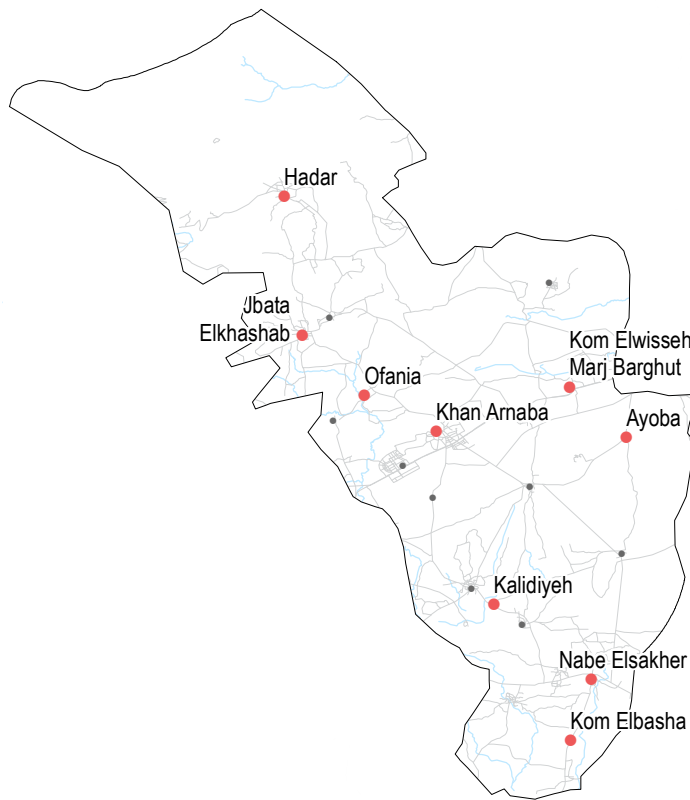 Hadar
Jbata
Elkhashab
Kom Elwisseh
Marj Barghut
Ofania
Khan Arnaba
Ayoba
Kalidiyeh
Nabe Elsakher
Kom Elbasha